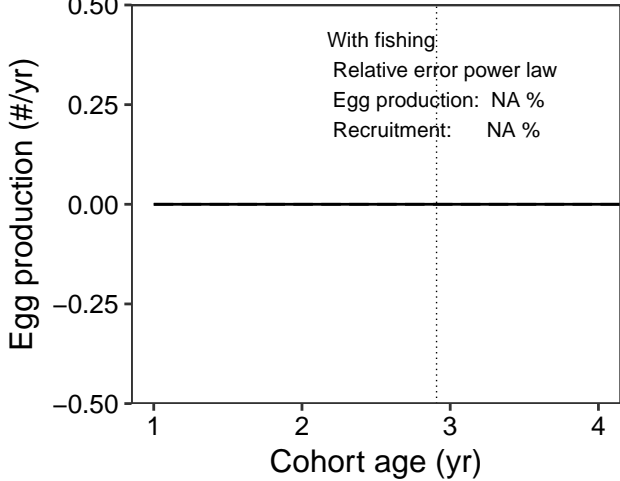 0.50
With fishing
Relative error power law
Egg production: NA %
Recruitment: NA %
0.25
0.00
−0.25
−0.50
Egg production (#/yr)
1 2 3 4
Cohort age (yr)